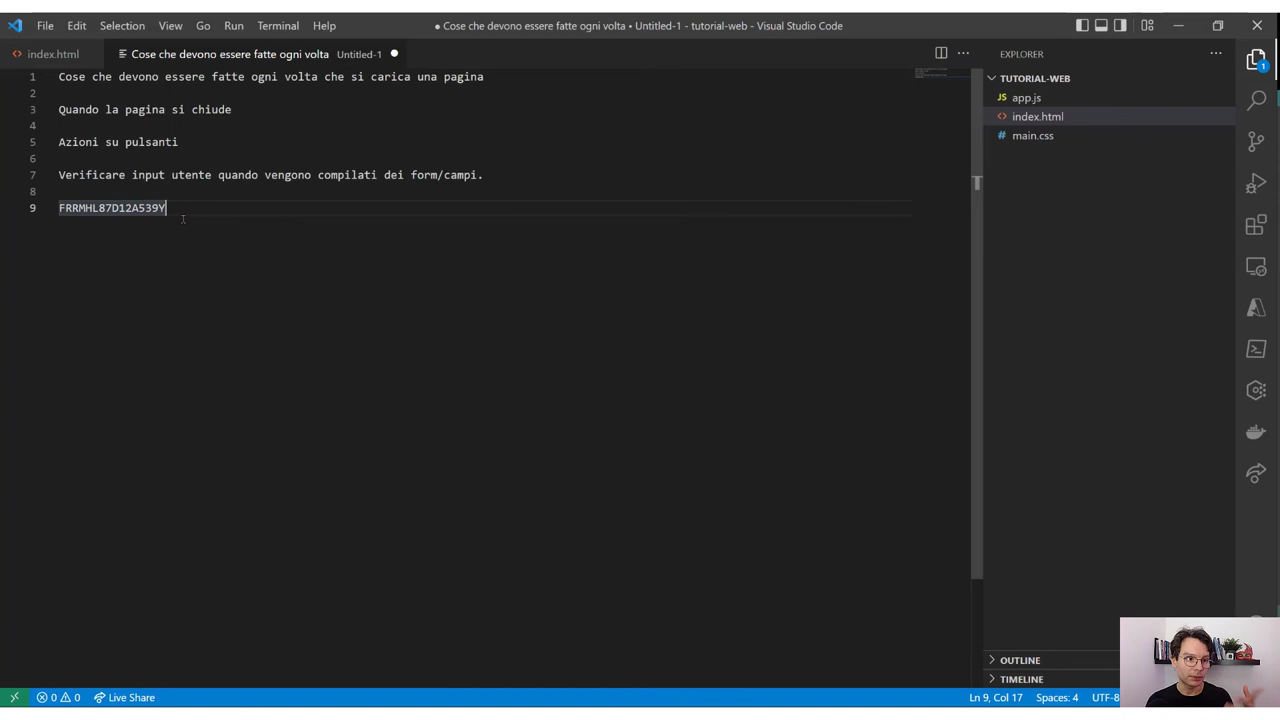 File Edit Selection View Go Run Terminal Help
● Cose che devono essere fatte ogni volta • Untitled-1 - tutorial-web - Visual Studio Code
index.html
Cose che devono essere fatte ogni volta Untitled-1
EXPLORER
1 Cose che devono essere fatte ogni volta che si carica una pagina
2
3 Quando la pagina si chiude
4
5 Azioni su pulsanti
6
7 Verificare input utente quando vengono compilati dei form/campi.
8
9 FRRMHL87D12A539Y
TUTORIAL-WEB
JS app.js
index.html
# main.css
1
OUTLINE
TIMELINE
0 0 Live Share
Ln 9, Col 17 Spaces: 4 UTF-8